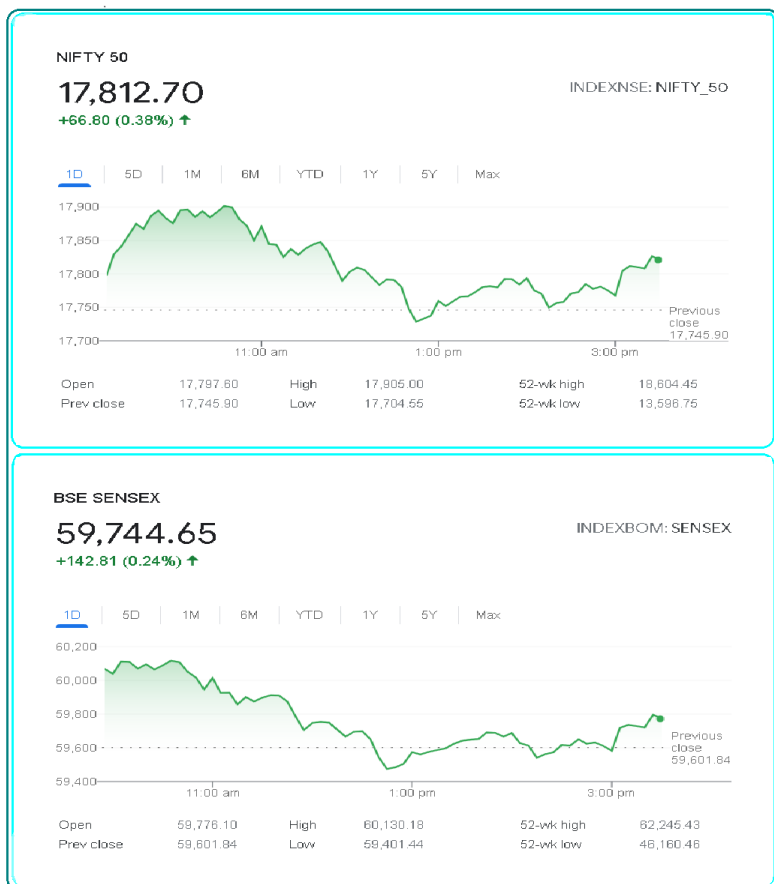 NIFTY 50
17,812.70
INDEXNSE: NIFTY_50
+66.80 (0.38%) ↑
1D 5D 1M 6M YTD 1Y 5Y Max
17,900
17,850
17,800
17,750
17,700
Previous
close
17,745.90
11:00 am 1:00 pm 3:00 pm
Open 17,797.60 High 17,905.00 52-wk high 18,604.45
Prev close 17,745.90 Low 17,704.55 52-wk low 13,596.75
BSE SENSEX
59,744.65
INDEXBOM: SENSEX
+142.81 (0.24%) ↑
1D 5D 1M 6M YTD 1Y 5Y Max
60,200
60,000
59,800
59,600
59,400
Previous
close
59,601.84
11:00 am 1:00 pm 3:00 pm
Open 59,776.10 High 60,130.18 52-wk high 62,245.43
Prev close 59,601.84 Low 59,401.44 52-wk low 46,160.46